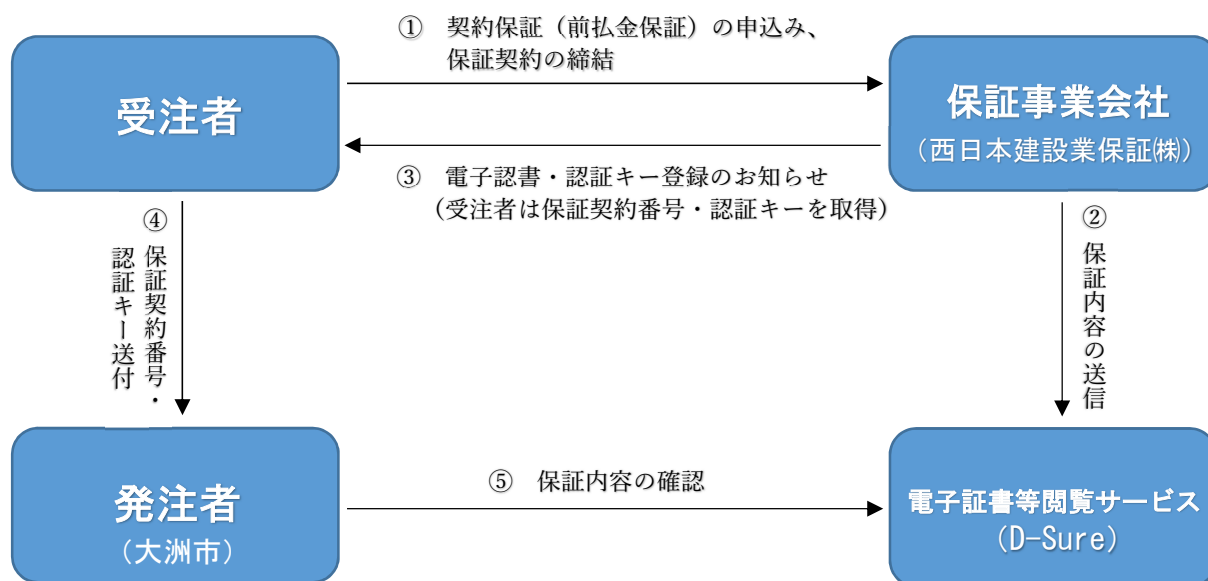 ① 契約保証（前払金保証）の申込み、
保証契約の締結
受注者
保証事業会社
（西日本建設業保証㈱）
③ 電子認書・認証キー登録のお知らせ
（受注者は保証契約番号・認証キーを取得）
④ 保証契約番号・
認証キー送付
② 保証内容の送信
発注者
（大洲市）
⑤ 保証内容の確認
電子証書等閲覧サービス
（D-Sure）